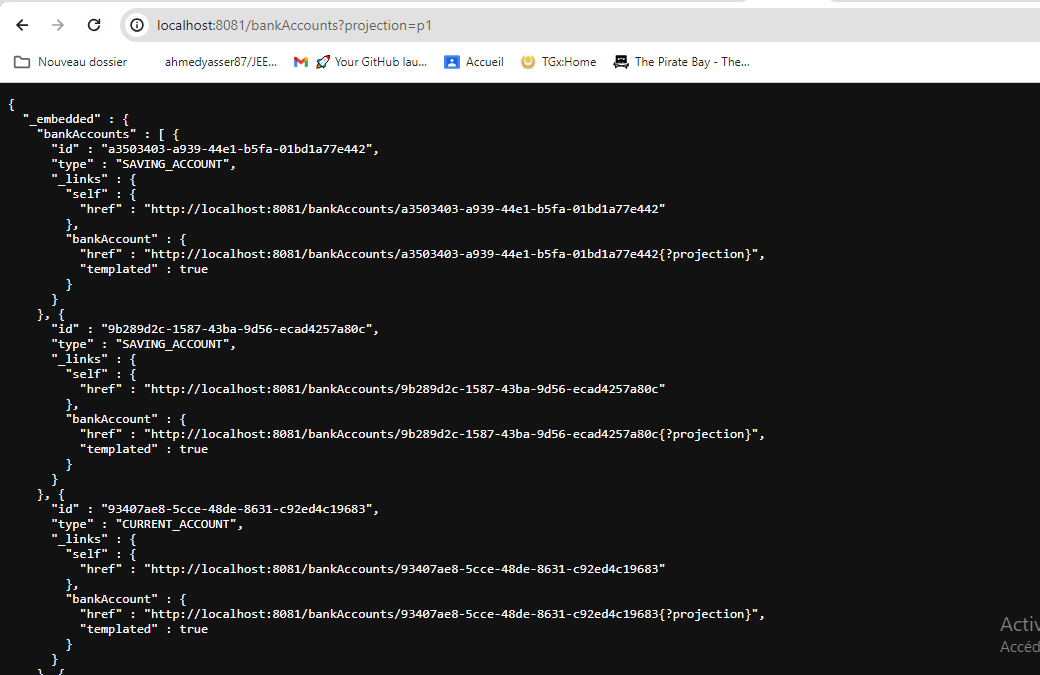 localhost:8081/bankAccounts?projection=p1
Nouveau dossier ahmedyasser87/JEE... Your GitHub lau... Accueil TGx:Home The Pirate Bay - The...
{
  "_embedded" : {
    "bankAccounts" : [ {
      "id" : "a3503403-a939-44e1-b5fa-01bd1a77e442",
      "type" : "SAVING_ACCOUNT",
      "_links" : {
        "self" : {
          "href" : "http://localhost:8081/bankAccounts/a3503403-a939-44e1-b5fa-01bd1a77e442"
        },
        "bankAccount" : {
          "href" : "http://localhost:8081/bankAccounts/a3503403-a939-44e1-b5fa-01bd1a77e442{?projection}",
          "templated" : true
        }
      }
    }, {
      "id" : "9b289d2c-1587-43ba-9d56-ecad4257a80c",
      "type" : "SAVING_ACCOUNT",
      "_links" : {
        "self" : {
          "href" : "http://localhost:8081/bankAccounts/9b289d2c-1587-43ba-9d56-ecad4257a80c"
        },
        "bankAccount" : {
          "href" : "http://localhost:8081/bankAccounts/9b289d2c-1587-43ba-9d56-ecad4257a80c{?projection}",
          "templated" : true
        }
      }
    }, {
      "id" : "93407ae8-5cce-48de-8631-c92ed4c19683",
      "type" : "CURRENT_ACCOUNT",
      "_links" : {
        "self" : {
          "href" : "http://localhost:8081/bankAccounts/93407ae8-5cce-48de-8631-c92ed4c19683"
        },
        "bankAccount" : {
          "href" : "http://localhost:8081/bankAccounts/93407ae8-5cce-48de-8631-c92ed4c19683{?projection}",
          "templated" : true
        }
      }
    }, {
Activ
Accéd